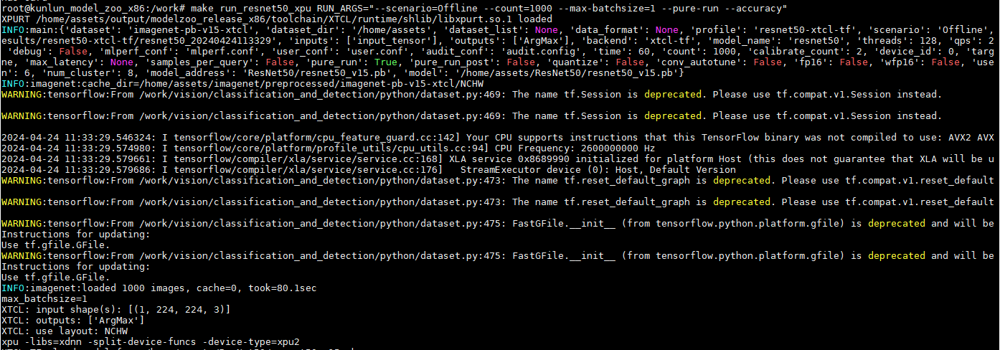 root@kunlun_model_zoo_x86:/work# make run_resnet50_xpu RUN_ARGS="--scenario=Offline --count=1000 --max-batchsize=1 --pure-run --accuracy"
XPURT /home/assets/output/modelzoo_release_x86/toolchain/XTCL/runtime/shlib/libxpurt.so.1 loaded
INFO:main:{'dataset': 'imagenet-pb-v15-xtcl', 'dataset_dir': '/home/assets', 'dataset_list': None, 'data_format': None, 'profile': 'resnet50-xtcl-tf', 'scenario': 'Offline',
esults/resnet50-xtcl-tf/resnet50_20240424113329', 'inputs': ['input_tensor'], 'outputs': ['ArgMax'], 'backend': 'xtcl-tf', 'model_name': 'resnet50', 'threads': 128, 'qps': 2
'debug': False, 'mlperf_conf': 'mlperf.conf', 'user_conf': 'user.conf', 'audit_conf': 'audit.config', 'time': 60, 'count': 1000, 'calibrate_count': 2, 'device_id': 0, 'targ
ne, 'max_latency': None, 'samples_per_query': False, 'pure_run': True, 'pure_run_post': False, 'quantize': False, 'conv_autotune': False, 'fp16': False, 'wfp16': False, 'use
n': 6, 'num_cluster': 8, 'model_address': 'ResNet50/resnet50_v15.pb', 'model': '/home/assets/ResNet50/resnet50_v15.pb'}
INFO:imagenet:cache_dir=/home/assets/imagenet/preprocessed/imagenet-pb-v15-xtcl/NCHW
WARNING:tensorflow:From /work/vision/classification_and_detection/python/dataset.py:469: The name tf.Session is deprecated. Please use tf.compat.v1.Session instead.
WARNING:tensorflow:From /work/vision/classification_and_detection/python/dataset.py:469: The name tf.Session is deprecated. Please use tf.compat.v1.Session instead.
2024-04-24 11:33:29.546324: I tensorflow/core/platform/cpu_feature_guard.cc:142] Your CPU supports instructions that this TensorFlow binary was not compiled to use: AVX2 AVX
2024-04-24 11:33:29.574980: I tensorflow/core/platform/profile_utils/cpu_utils.cc:94] CPU Frequency: 2600000000 Hz
2024-04-24 11:33:29.579661: I tensorflow/compiler/xla/service/service.cc:168] XLA service 0x8689990 initialized for platform Host (this does not guarantee that XLA will be u
2024-04-24 11:33:29.579686: I tensorflow/compiler/xla/service/service.cc:176]   StreamExecutor device (0): Host, Default Version
WARNING:tensorflow:From /work/vision/classification_and_detection/python/dataset.py:473: The name tf.reset_default_graph is deprecated. Please use tf.compat.v1.reset_default
WARNING:tensorflow:From /work/vision/classification_and_detection/python/dataset.py:473: The name tf.reset_default_graph is deprecated. Please use tf.compat.v1.reset_default
WARNING:tensorflow:From /work/vision/classification_and_detection/python/dataset.py:475: FastGFile.__init__ (from tensorflow.python.platform.gfile) is deprecated and will be
Instructions for updating:
Use tf.gfile.GFile.
WARNING:tensorflow:From /work/vision/classification_and_detection/python/dataset.py:475: FastGFile.__init__ (from tensorflow.python.platform.gfile) is deprecated and will be
Instructions for updating:
Use tf.gfile.GFile.
INFO:imagenet:loaded 1000 images, cache=0, took=80.1sec
max_batchsize=1
XTCL: input shape(s): [(1, 224, 224, 3)]
XTCL: outputs: ['ArgMax']
XTCL: use layout: NCHW
xpu -libs=xdnn -split-device-funcs -device-type=xpu2